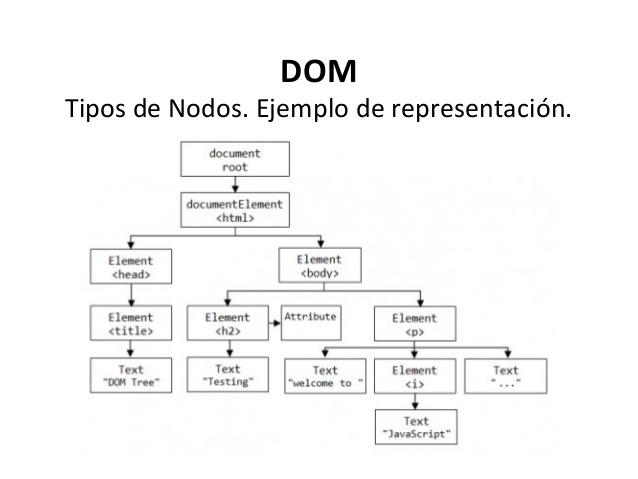 DOM
Tipos de Nodos. Ejemplo de representación.
document
root
documentElement
<html>
Element
<head>
Element
<body>
Element
<title>
Element
<h2>
Attribute
Element
<p>
Text
"DOM Tree"
Text
"Testing"
Text
"welcome to "
Element
<i>
Text
"..."
Text
"JavaScript"